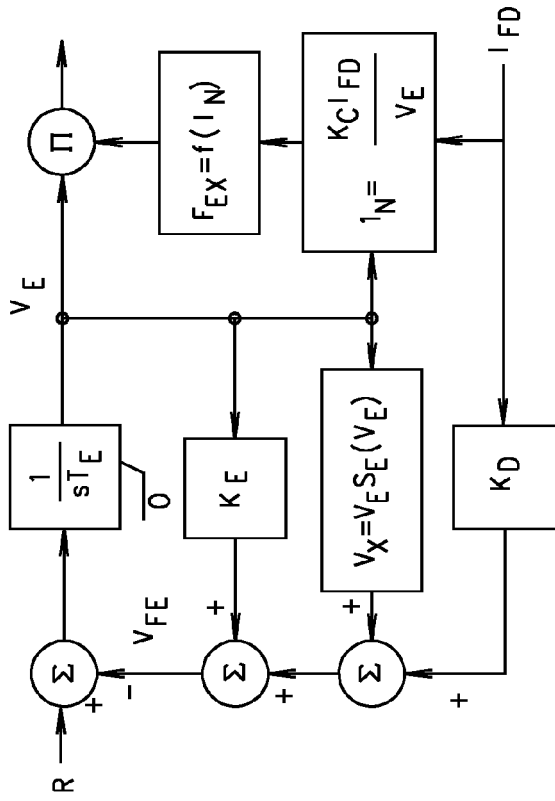 R
Σ
+
-
1
sT_E
0
V_E
Π
V_FE
+
K_E
F_EX=f(I_N)
Σ
+
+
V_X=V_E S_E(V_E)
I_N=
K_C I_FD
V_E
Σ
+
K_D
I_FD